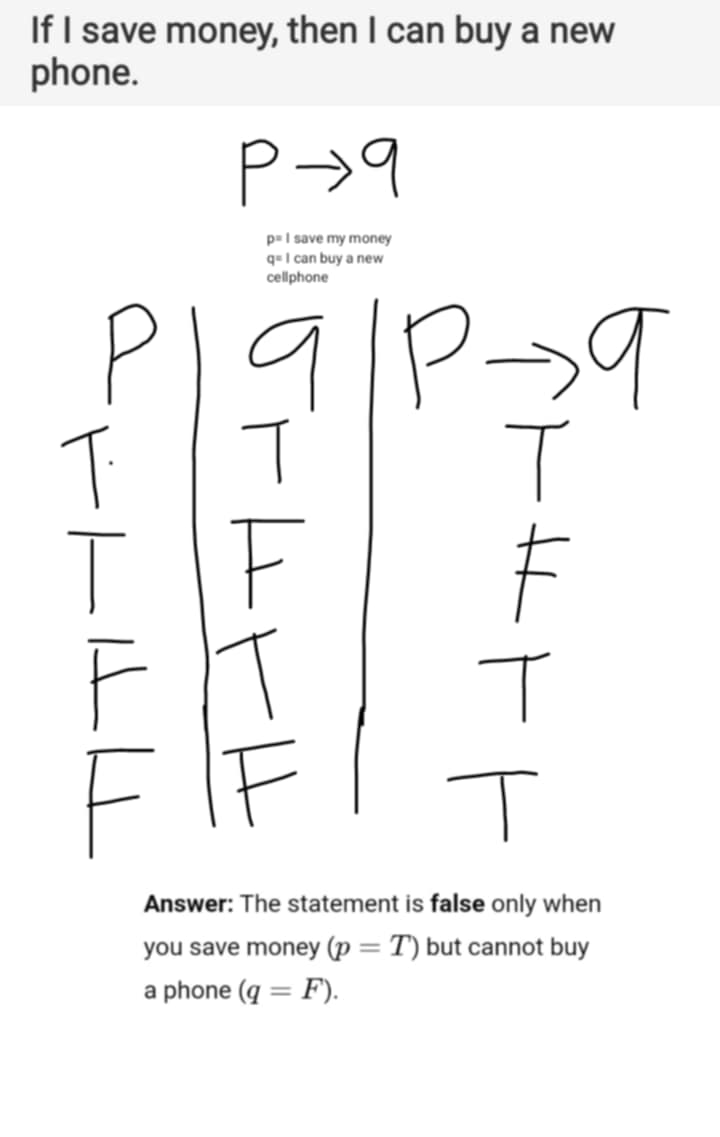 If I save money, then I can buy a new
phone.
P→q
p= I save my money
q= I can buy a new
cellphone
P | q | P→q
T T T
T F F
F T T
F F T
Answer: The statement is false only when
you save money (p = T) but cannot buy
a phone (q = F).